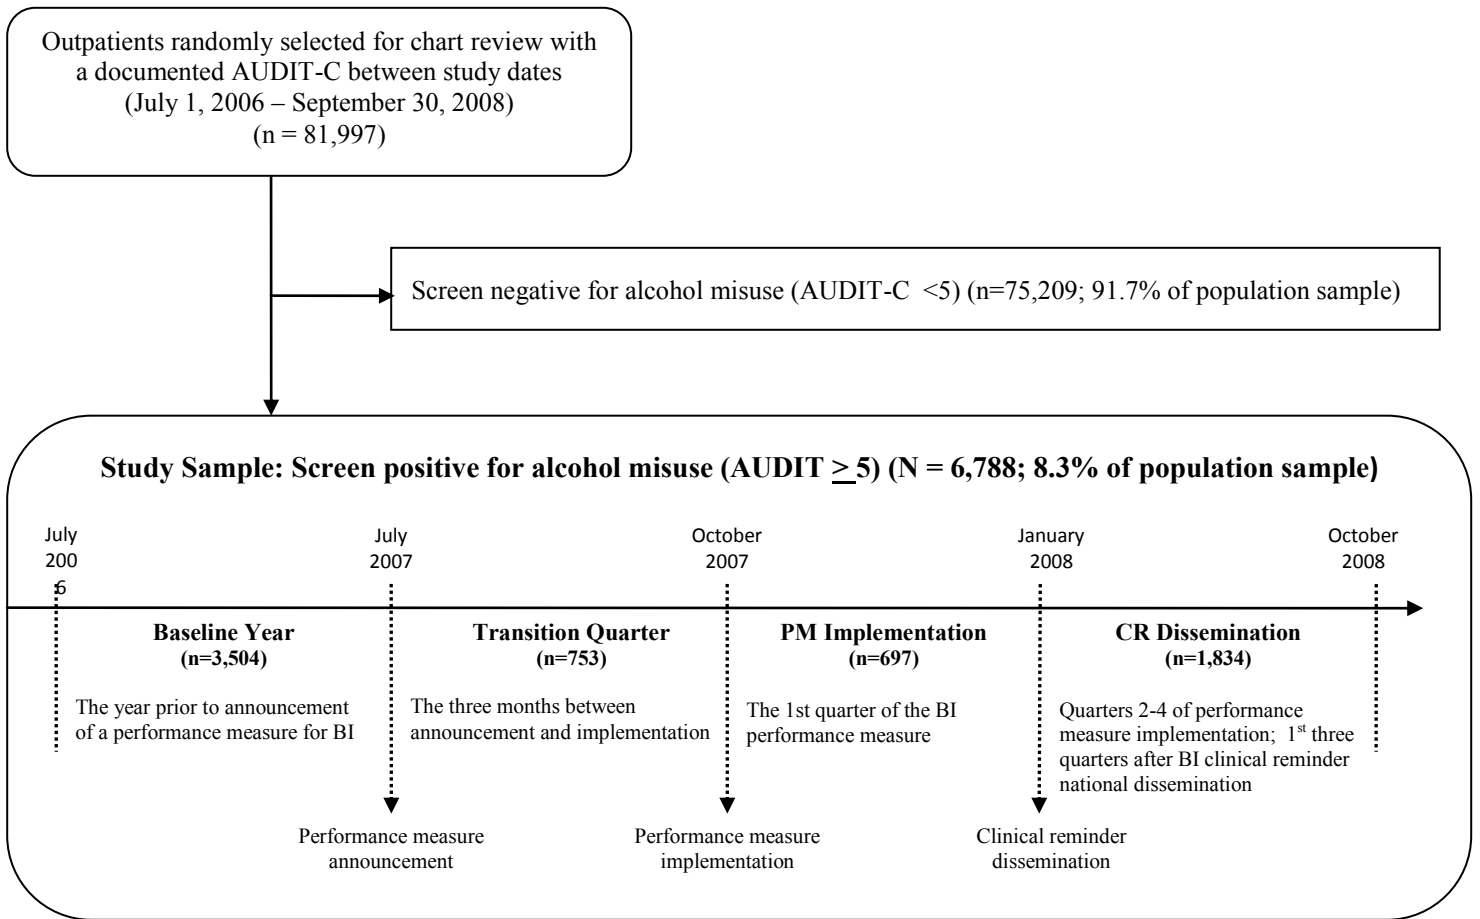 Outpatients randomly selected for chart review with
a documented AUDIT-C between study dates
(July 1, 2006 – September 30, 2008)
(n = 81,997)
Screen negative for alcohol misuse (AUDIT-C <5) (n=75,209; 91.7% of population sample)
Study Sample: Screen positive for alcohol misuse (AUDIT ≥ 5) (N = 6,788; 8.3% of population sample)
July
200
6
July
2007
October
2007
January
2008
October
2008
Baseline Year
(n=3,504)
The year prior to announcement
of a performance measure for BI
Transition Quarter
(n=753)
The three months between
announcement and implementation
PM Implementation
(n=697)
The 1st quarter of the BI
performance measure
CR Dissemination
(n=1,834)
Quarters 2-4 of performance
measure implementation; 1st three
quarters after BI clinical reminder
national dissemination
Performance measure
announcement
Performance measure
implementation
Clinical reminder
dissemination